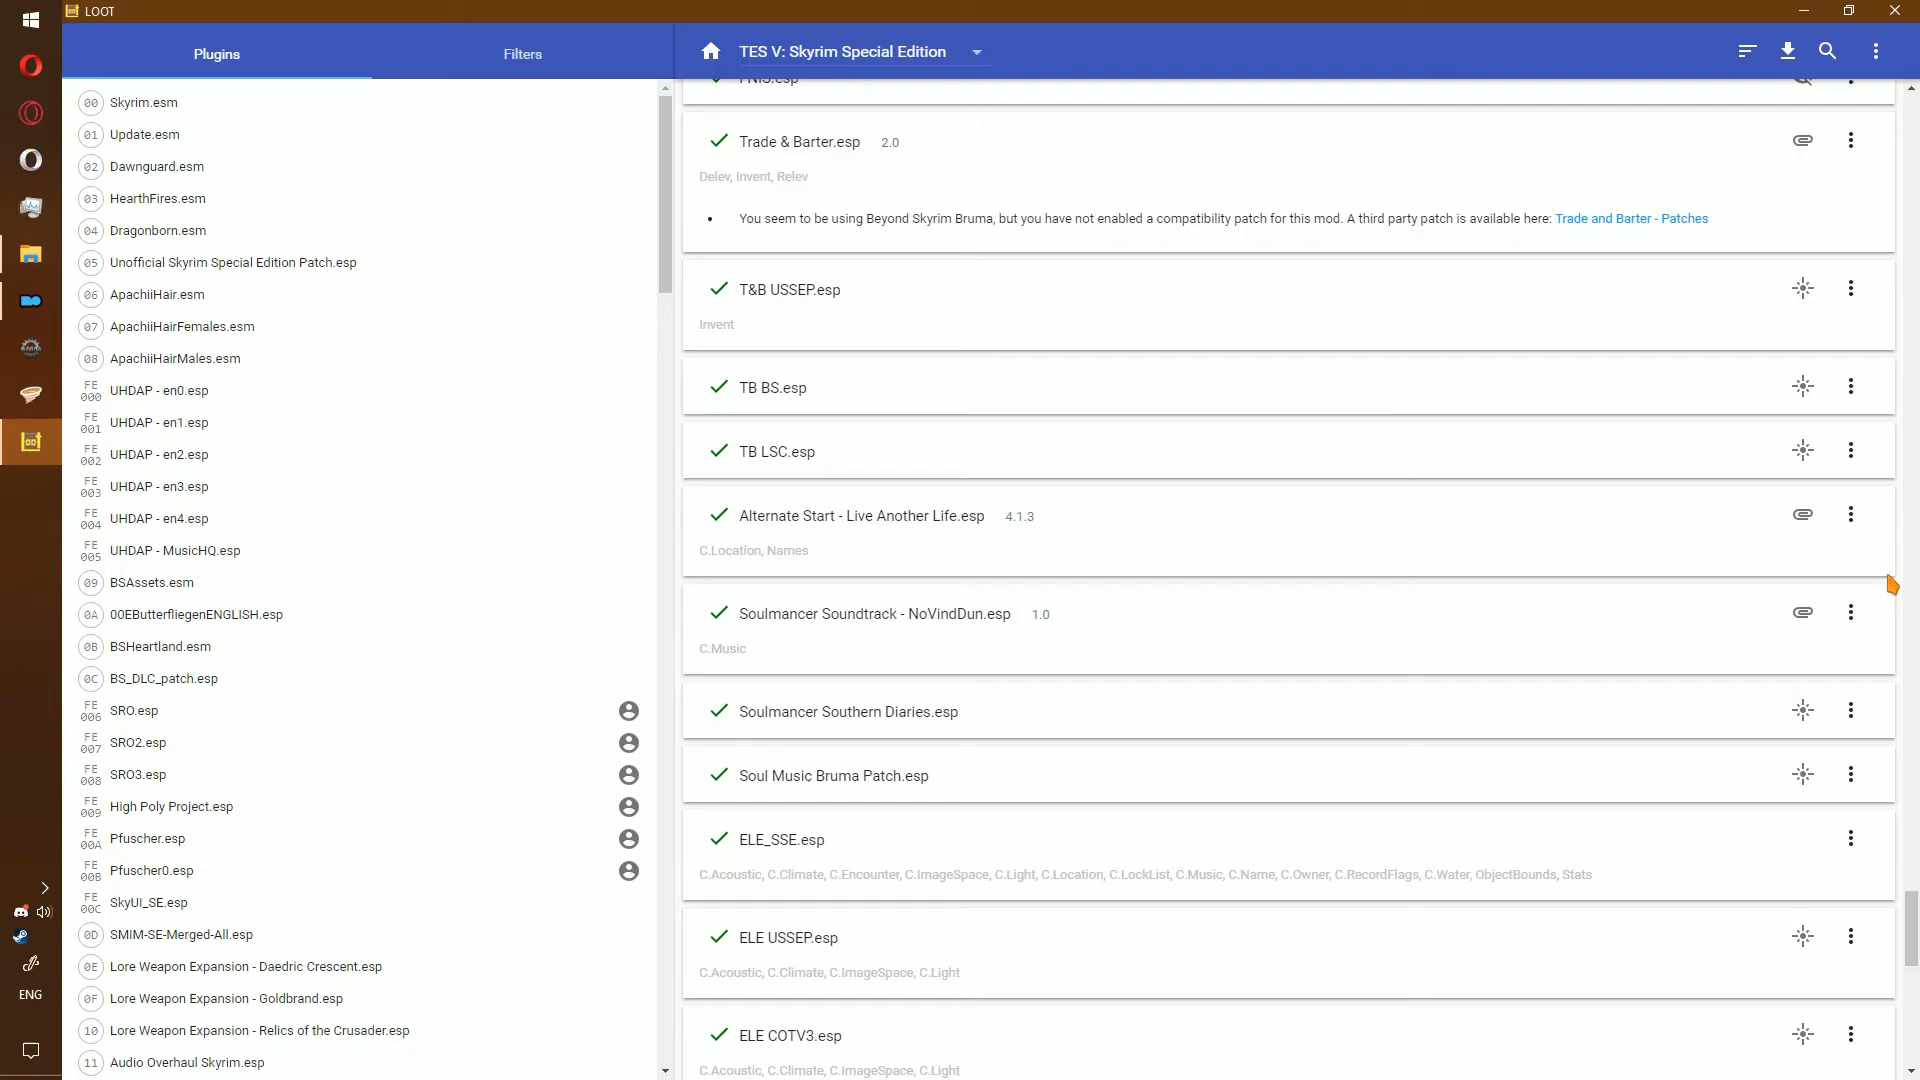 LOOT
Plugins
Filters
TES V: Skyrim Special Edition
00 Skyrim.esm
01 Update.esm
02 Dawnguard.esm
03 HearthFires.esm
04 Dragonborn.esm
05 Unofficial Skyrim Special Edition Patch.esp
06 ApachiiHair.esm
07 ApachiiHairFemales.esm
08 ApachiiHairMales.esm
FE 000 UHDAP - en0.esp
FE 001 UHDAP - en1.esp
FE 002 UHDAP - en2.esp
FE 003 UHDAP - en3.esp
FE 004 UHDAP - en4.esp
FE 005 UHDAP - MusicHQ.esp
09 BSAssets.esm
0A 00EButterfliegenENGLISH.esp
0B BSHeartland.esm
0C BS_DLC_patch.esp
FE 006 SRO.esp
FE 007 SRO2.esp
FE 008 SRO3.esp
FE 009 High Poly Project.esp
FE 00A Pfuscher.esp
FE 00B Pfuscher0.esp
FE 00C SkyUI_SE.esp
0D SMIM-SE-Merged-All.esp
0E Lore Weapon Expansion - Daedric Crescent.esp
0F Lore Weapon Expansion - Goldbrand.esp
10 Lore Weapon Expansion - Relics of the Crusader.esp
11 Audio Overhaul Skyrim.esp
FNIS.esp
Trade & Barter.esp 2.0
Delev, Invent, Relev
• You seem to be using Beyond Skyrim Bruma, but you have not enabled a compatibility patch for this mod. A third party patch is available here: Trade and Barter - Patches
T&B USSEP.esp
Invent
TB BS.esp
TB LSC.esp
Alternate Start - Live Another Life.esp 4.1.3
C.Location, Names
Soulmancer Soundtrack - NoVindDun.esp 1.0
C.Music
Soulmancer Southern Diaries.esp
Soul Music Bruma Patch.esp
ELE_SSE.esp
C.Acoustic, C.Climate, C.Encounter, C.ImageSpace, C.Light, C.Location, C.LockList, C.Music, C.Name, C.Owner, C.RecordFlags, C.Water, ObjectBounds, Stats
ELE USSEP.esp
C.Acoustic, C.Climate, C.ImageSpace, C.Light
ELE COTV3.esp
C.Acoustic, C.Climate, C.ImageSpace, C.Light
ENG